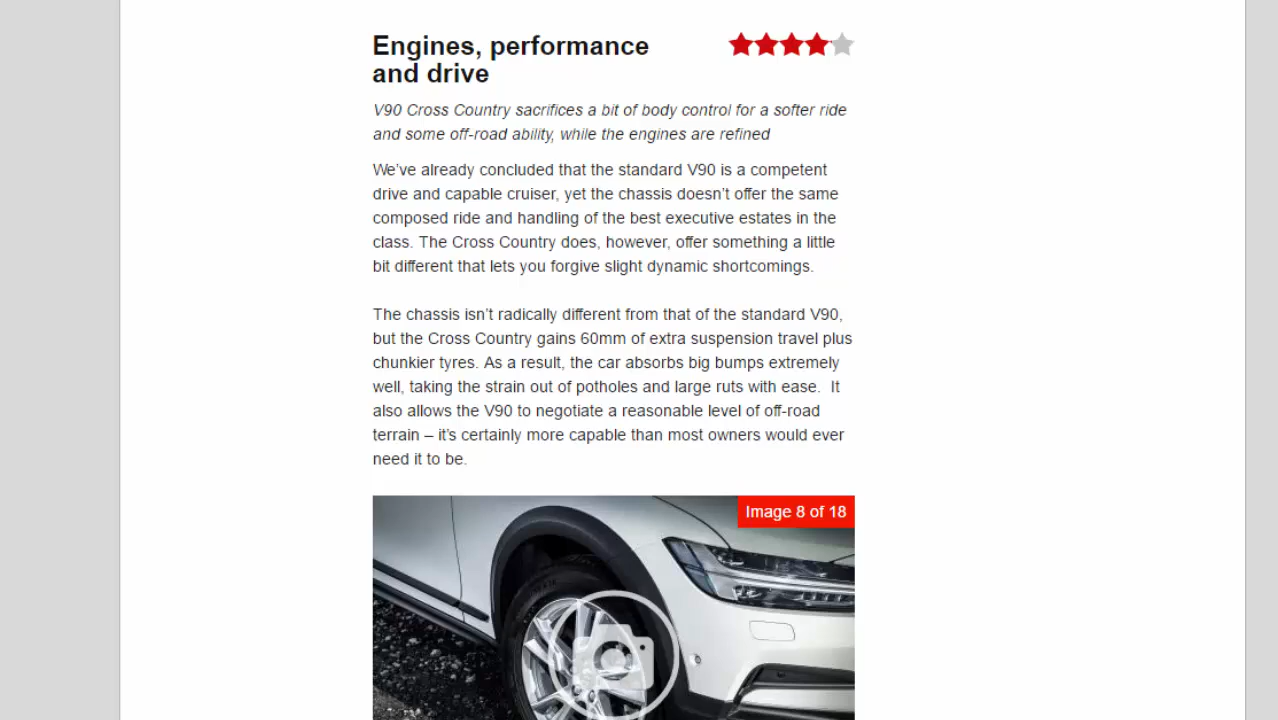 Engines, performance
and drive
V90 Cross Country sacrifices a bit of body control for a softer ride
and some off-road ability, while the engines are refined
We’ve already concluded that the standard V90 is a competent
drive and capable cruiser, yet the chassis doesn’t offer the same
composed ride and handling of the best executive estates in the
class. The Cross Country does, however, offer something a little
bit different that lets you forgive slight dynamic shortcomings.
The chassis isn’t radically different from that of the standard V90,
but the Cross Country gains 60mm of extra suspension travel plus
chunkier tyres. As a result, the car absorbs big bumps extremely
well, taking the strain out of potholes and large ruts with ease.  It
also allows the V90 to negotiate a reasonable level of off-road
terrain – it’s certainly more capable than most owners would ever
need it to be.
Image 8 of 18